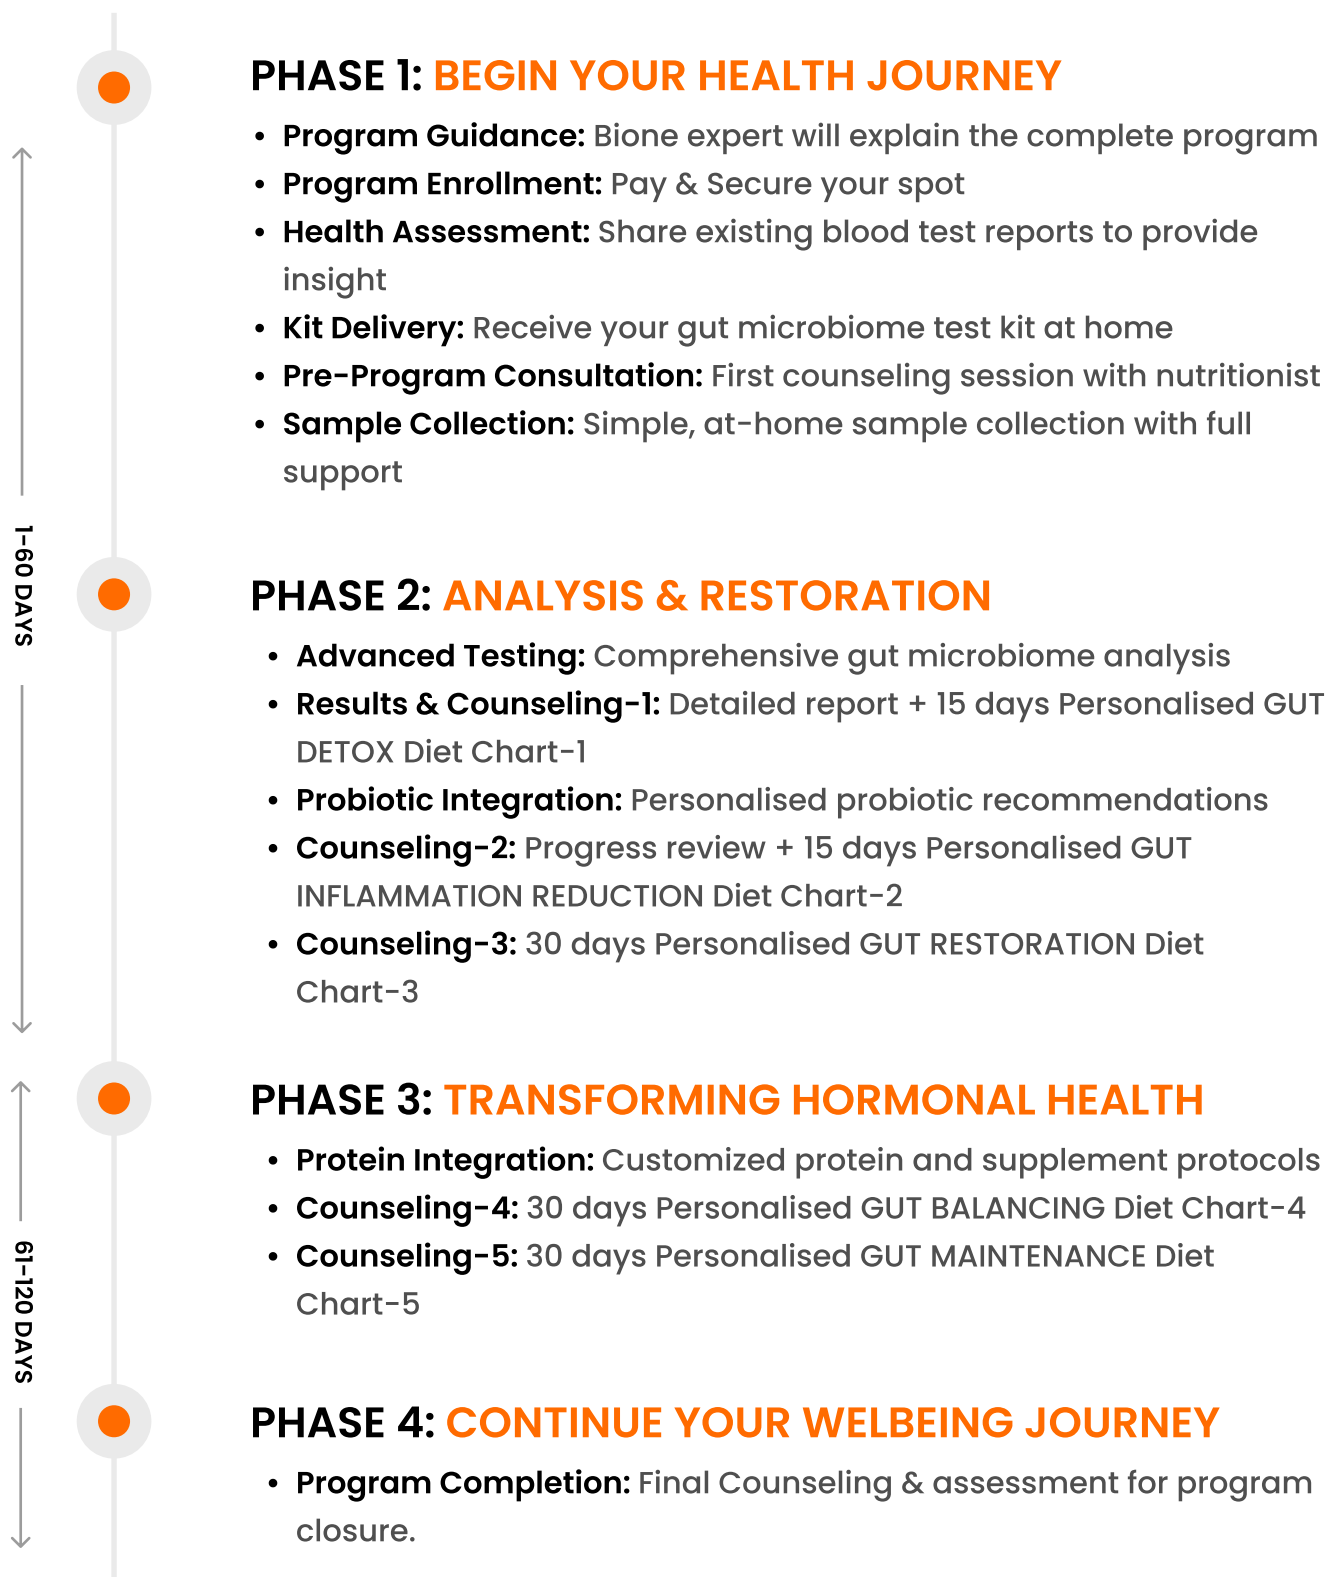 PHASE 1: BEGIN YOUR HEALTH JOURNEY
• Program Guidance: Bione expert will explain the complete program
• Program Enrollment: Pay & Secure your spot
• Health Assessment: Share existing blood test reports to provide
insight
• Kit Delivery: Receive your gut microbiome test kit at home
• Pre-Program Consultation: First counseling session with nutritionist
• Sample Collection: Simple, at-home sample collection with full
support
1-60 DAYS
PHASE 2: ANALYSIS & RESTORATION
• Advanced Testing: Comprehensive gut microbiome analysis
• Results & Counseling-1: Detailed report + 15 days Personalised GUT
DETOX Diet Chart-1
• Probiotic Integration: Personalised probiotic recommendations
• Counseling-2: Progress review + 15 days Personalised GUT
INFLAMMATION REDUCTION Diet Chart-2
• Counseling-3: 30 days Personalised GUT RESTORATION Diet
Chart-3
PHASE 3: TRANSFORMING HORMONAL HEALTH
• Protein Integration: Customized protein and supplement protocols
• Counseling-4: 30 days Personalised GUT BALANCING Diet Chart-4
• Counseling-5: 30 days Personalised GUT MAINTENANCE Diet
Chart-5
61-120 DAYS
PHASE 4: CONTINUE YOUR WELBEING JOURNEY
• Program Completion: Final Counseling & assessment for program
closure.